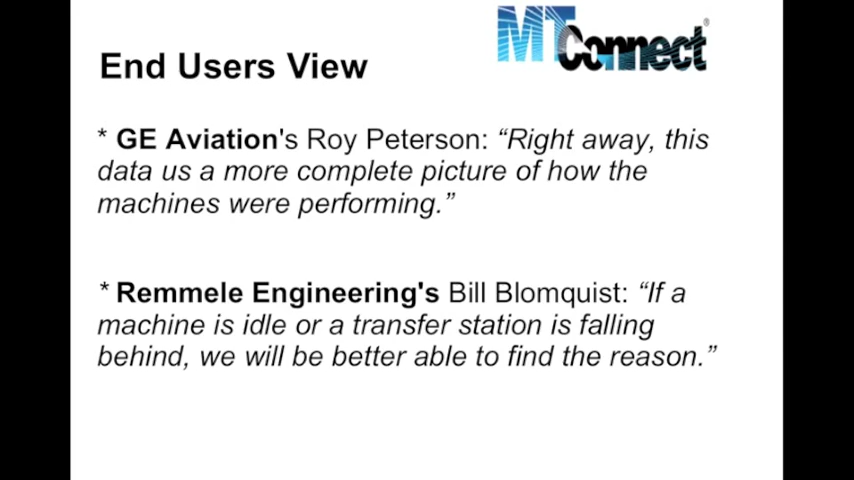 MTConnect®
End Users View
* GE Aviation's Roy Peterson: “Right away, this
data us a more complete picture of how the
machines were performing.”
* Remmele Engineering's Bill Blomquist: “If a
machine is idle or a transfer station is falling
behind, we will be better able to find the reason.”